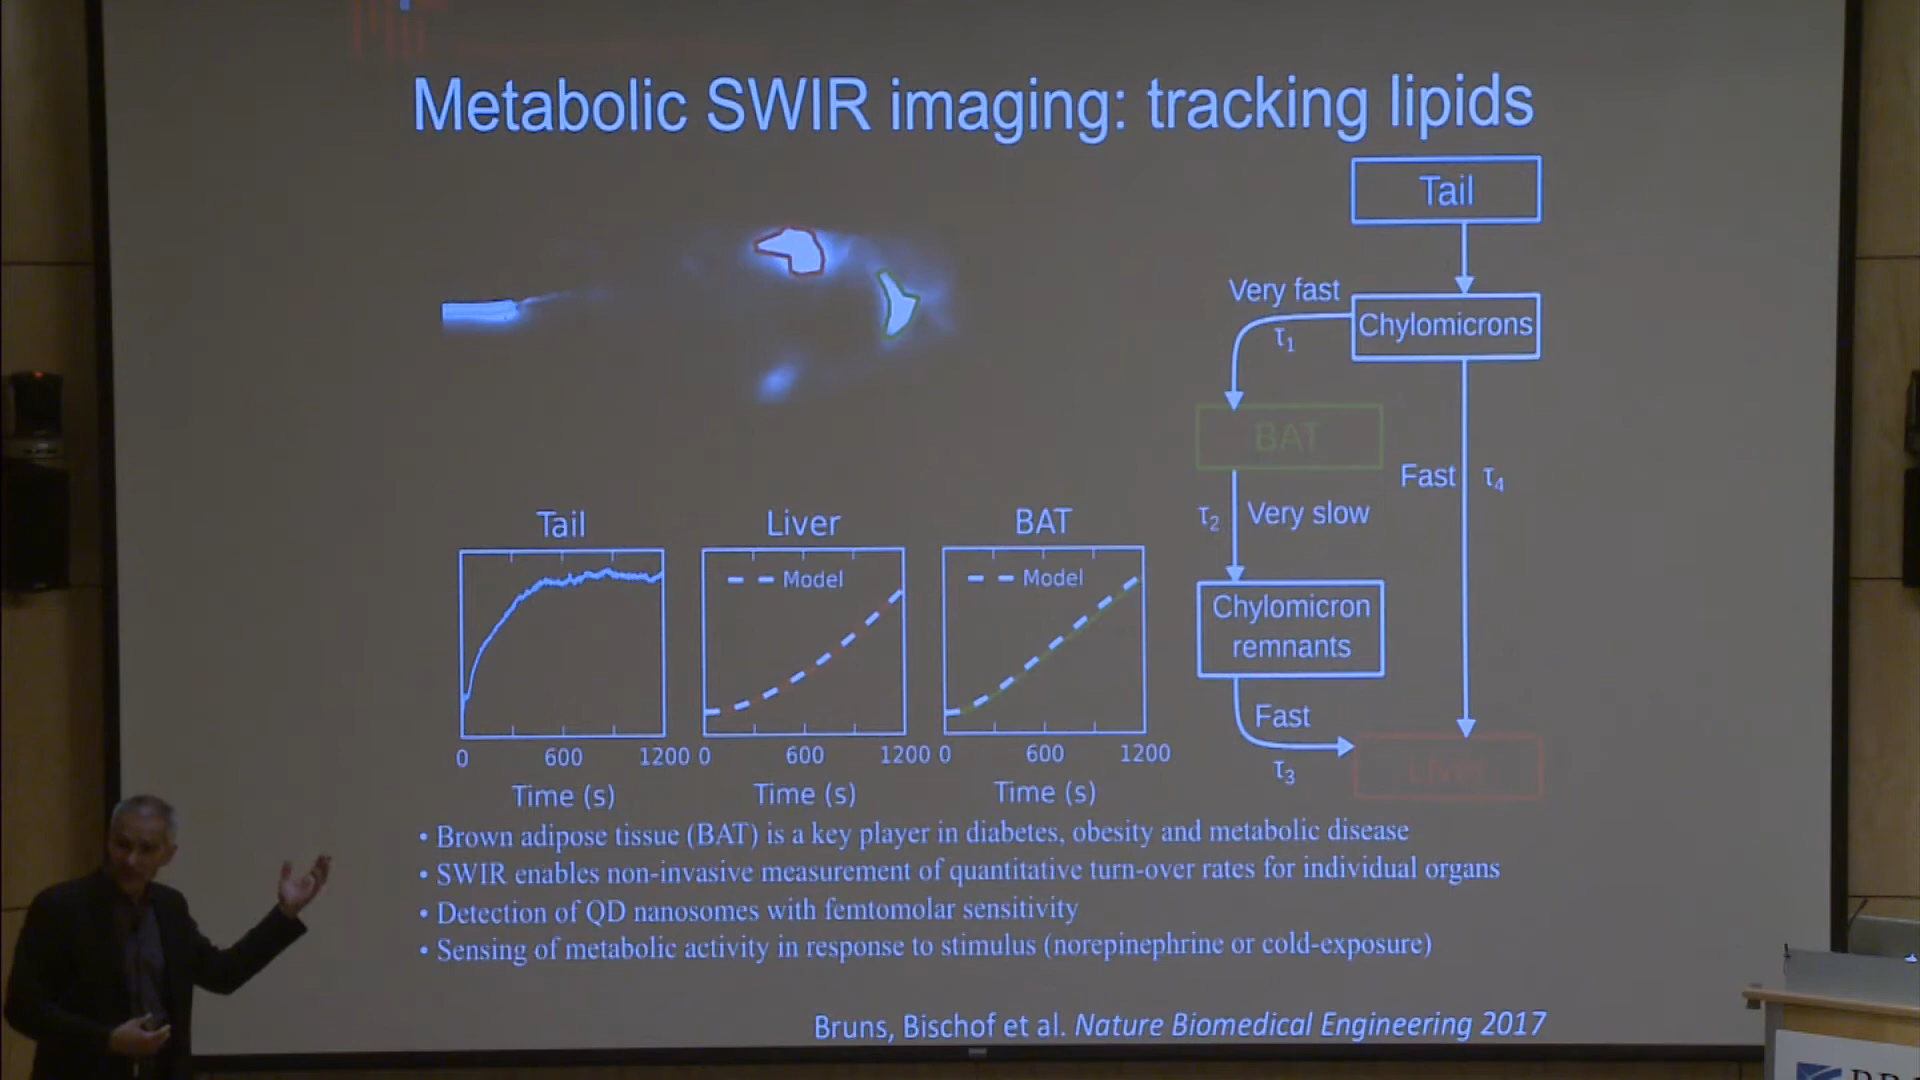 Metabolic SWIR imaging: tracking lipids
Tail
Very fast
τ1
Chylomicrons
BAT
Fast
τ4
τ2
Very slow
Chylomicron
remnants
Fast
τ3
Liver
Tail
0
600
1200
Time (s)
Liver
Model
0
600
1200
Time (s)
BAT
Model
0
600
1200
Time (s)
• Brown adipose tissue (BAT) is a key player in diabetes, obesity and metabolic disease
• SWIR enables non-invasive measurement of quantitative turn-over rates for individual organs
• Detection of QD nanosomes with femtomolar sensitivity
• Sensing of metabolic activity in response to stimulus (norepinephrine or cold-exposure)
Bruns, Bischof et al. Nature Biomedical Engineering 2017